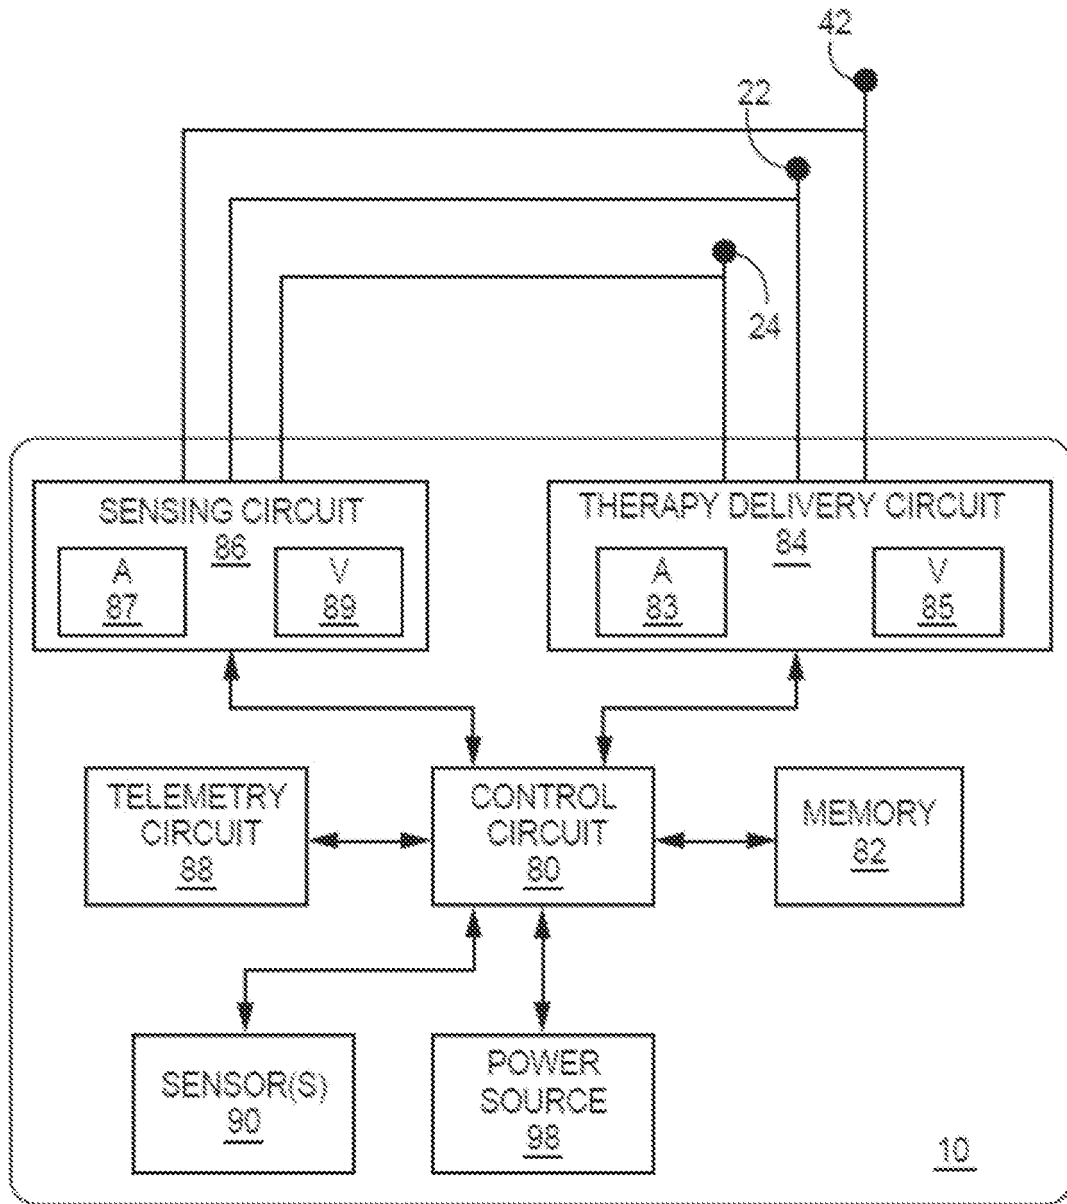 42
22
24
SENSING CIRCUIT
86
A
87
V
89
THERAPY DELIVERY CIRCUIT
84
A
83
V
85
TELEMETRY
CIRCUIT
88
CONTROL
CIRCUIT
80
MEMORY
82
SENSOR(S)
90
POWER
SOURCE
98
10